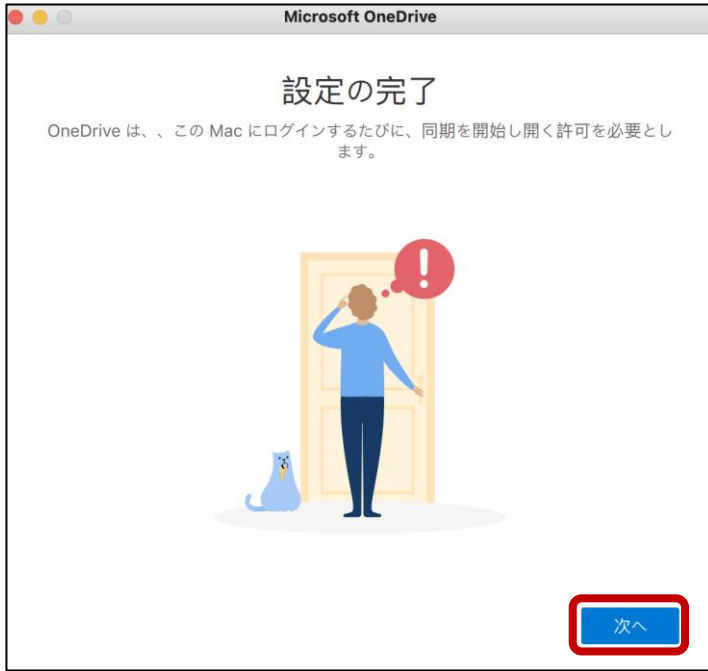 Microsoft OneDrive
設定の完了
OneDrive は、、この Mac にログインするたびに、同期を開始し開く許可を必要とし
ます。
!
次へ